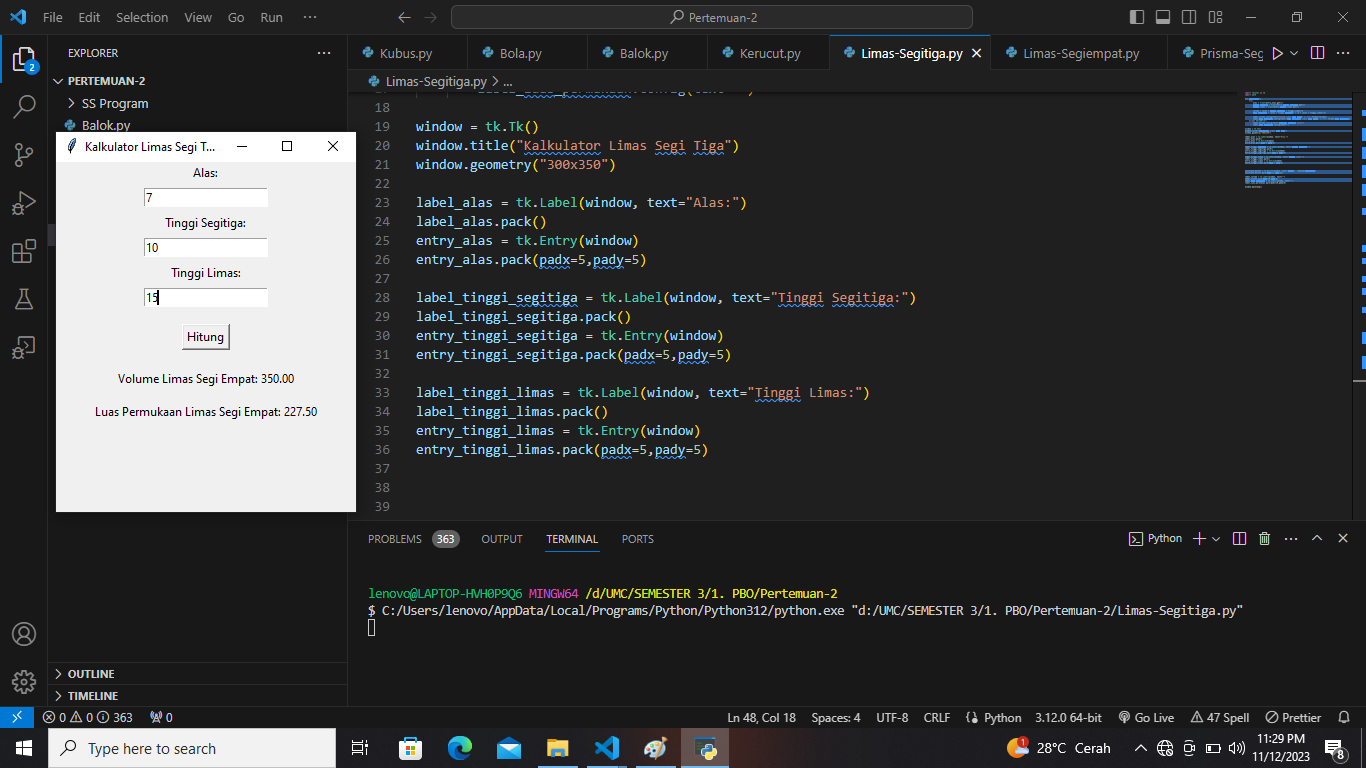 File Edit Selection View Go Run ··· Pertemuan-2
EXPLORER ···
PERTEMUAN-2
SS Program
Balok.py
2
Kubus.py Bola.py Balok.py Kerucut.py Limas-Segitiga.py Limas-Segiempat.py Prisma-Seg
Limas-Segitiga.py > ...
Kalkulator Limas Segi T...
Alas:
7
Tinggi Segitiga:
10
Tinggi Limas:
15
Hitung
Volume Limas Segi Empat: 350.00
Luas Permukaan Limas Segi Empat: 227.50
18
19 window = tk.Tk()
20 window.title("Kalkulator Limas Segi Tiga")
21 window.geometry("300x350")
22
23 label_alas = tk.Label(window, text="Alas:")
24 label_alas.pack()
25 entry_alas = tk.Entry(window)
26 entry_alas.pack(padx=5,pady=5)
27
28 label_tinggi_segitiga = tk.Label(window, text="Tinggi Segitiga:")
29 label_tinggi_segitiga.pack()
30 entry_tinggi_segitiga = tk.Entry(window)
31 entry_tinggi_segitiga.pack(padx=5,pady=5)
32
33 label_tinggi_limas = tk.Label(window, text="Tinggi Limas:")
34 label_tinggi_limas.pack()
35 entry_tinggi_limas = tk.Entry(window)
36 entry_tinggi_limas.pack(padx=5,pady=5)
37
38
39
PROBLEMS 363 OUTPUT TERMINAL PORTS Python
lenovo@LAPTOP-HVH0P9Q6 MINGW64 /d/UMC/SEMESTER 3/1. PBO/Pertemuan-2
$ C:/Users/lenovo/AppData/Local/Programs/Python/Python312/python.exe "d:/UMC/SEMESTER 3/1. PBO/Pertemuan-2/Limas-Segitiga.py"
OUTLINE
TIMELINE
0 0 363 0 Ln 48, Col 18 Spaces: 4 UTF-8 CRLF Python 3.12.0 64-bit Go Live 47 Spell Prettier
Type here to search 1 28°C Cerah 11:29 PM
11/12/2023 8